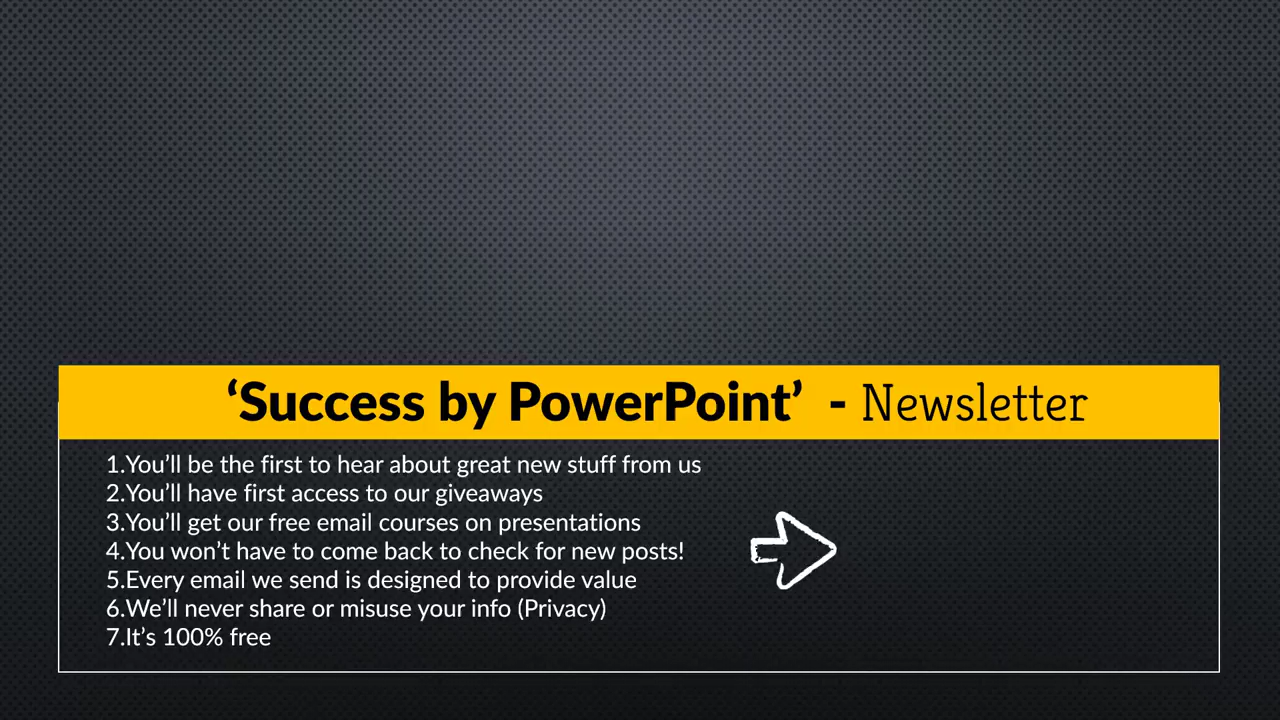 ‘Success by PowerPoint’ - Newsletter
1.You’ll be the first to hear about great new stuff from us
2.You’ll have first access to our giveaways
3.You’ll get our free email courses on presentations
4.You won’t have to come back to check for new posts!
5.Every email we send is designed to provide value
6.We’ll never share or misuse your info (Privacy)
7.It’s 100% free